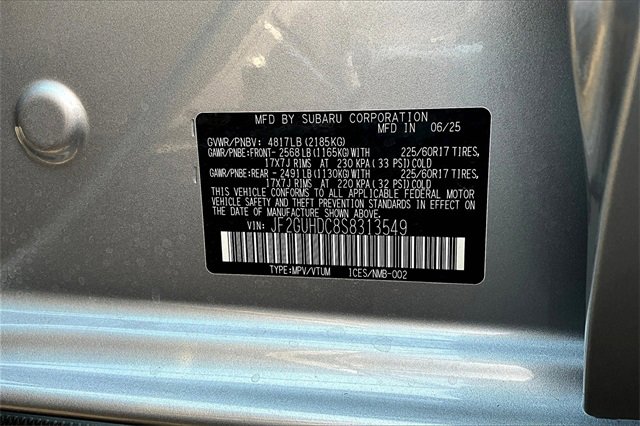 MFD BY SUBARU CORPORATION
MFD IN 06/25
GVWR/PNBV: 4817LB (2185KG)
GAWR/PNBE:FRONT- 2568LB (1165KG)WITH 225/60R17 TIRES,
17X7J RIMS AT 230 KPA (33 PSI)COLD
GAWR/PNBE:REAR - 2491LB (1130KG)WITH 225/60R17 TIRES,
17X7J RIMS AT 220 KPA (32 PSI)COLD
THIS VEHICLE CONFORMS TO ALL APPLICABLE FEDERAL MOTOR
VEHICLE SAFETY AND THEFT PREVENTION STANDARDS IN EFFECT ON
THE DATE OF MANUFACTURE SHOWN ABOVE.
VIN: JF2GUHDC8S8313549
TYPE:MPV/VTUM ICES/NMB-002